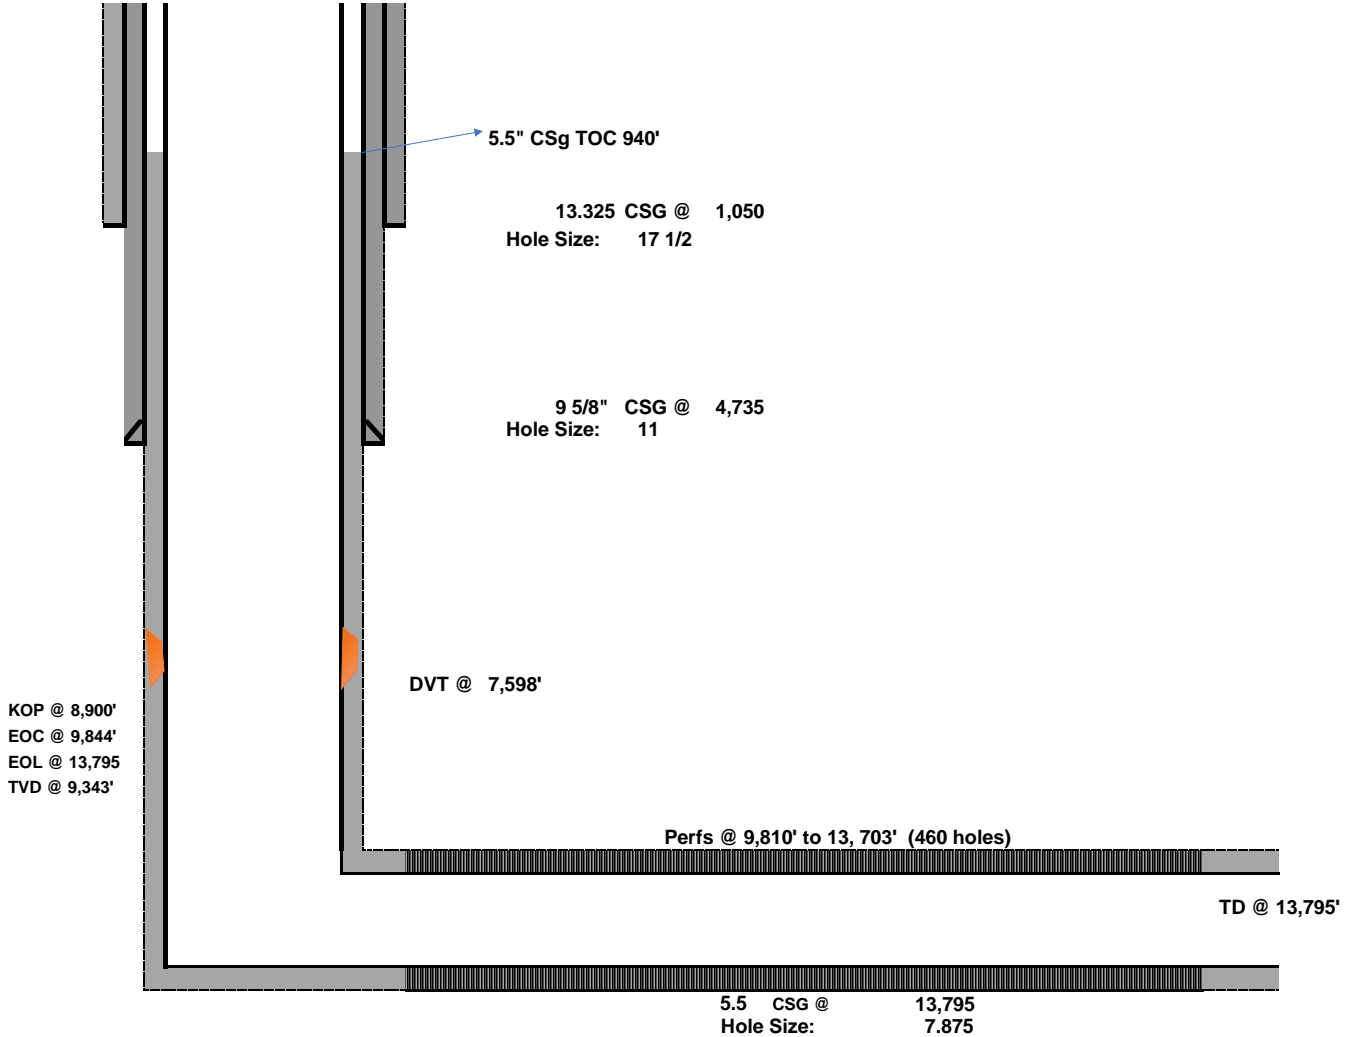 5.5" CSg TOC 940'
13.325 CSG @ 1,050
Hole Size: 17 1/2
9 5/8" CSG @ 4,735
Hole Size: 11
DVT @ 7,598'
KOP @ 8,900'
EOC @ 9,844'
EOL @ 13,795
TVD @ 9,343'
Perfs @ 9,810' to 13, 703' (460 holes)
TD @ 13,795'
5.5 CSG @ 13,795
Hole Size: 7.875